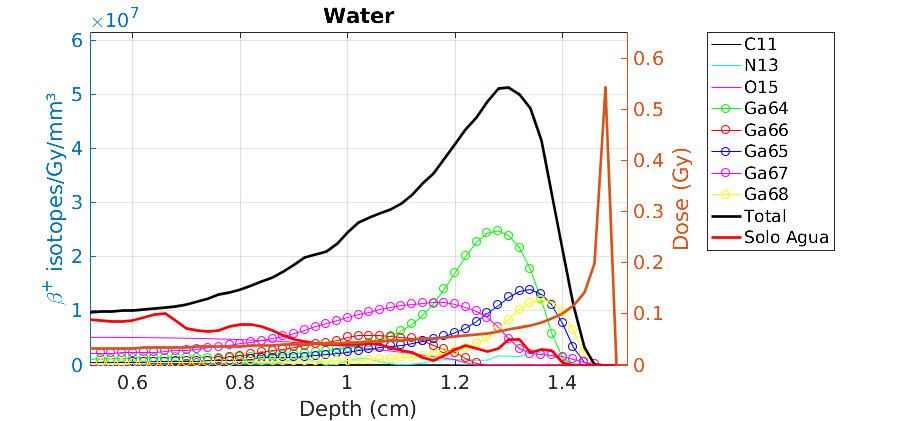 Water
×10⁷
6
5
4
3
2
1
0
β⁺ isotopes/Gy/mm³
0.6
0.8
1
1.2
1.4
Depth (cm)
0.6
0.5
0.4
0.3
0.2
0.1
0
Dose (Gy)
C11
N13
O15
Ga64
Ga66
Ga65
Ga67
Ga68
Total
Solo Agua